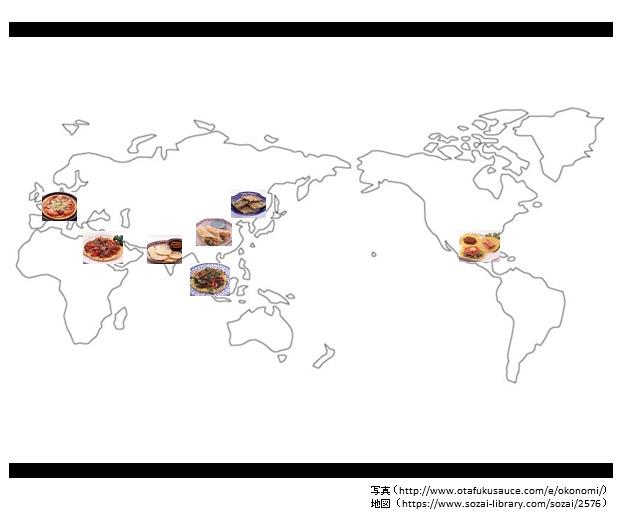 写真（http://www.otafukusauce.com/e/okonomi/）
地図（https://www.sozai-library.com/sozai/2576）